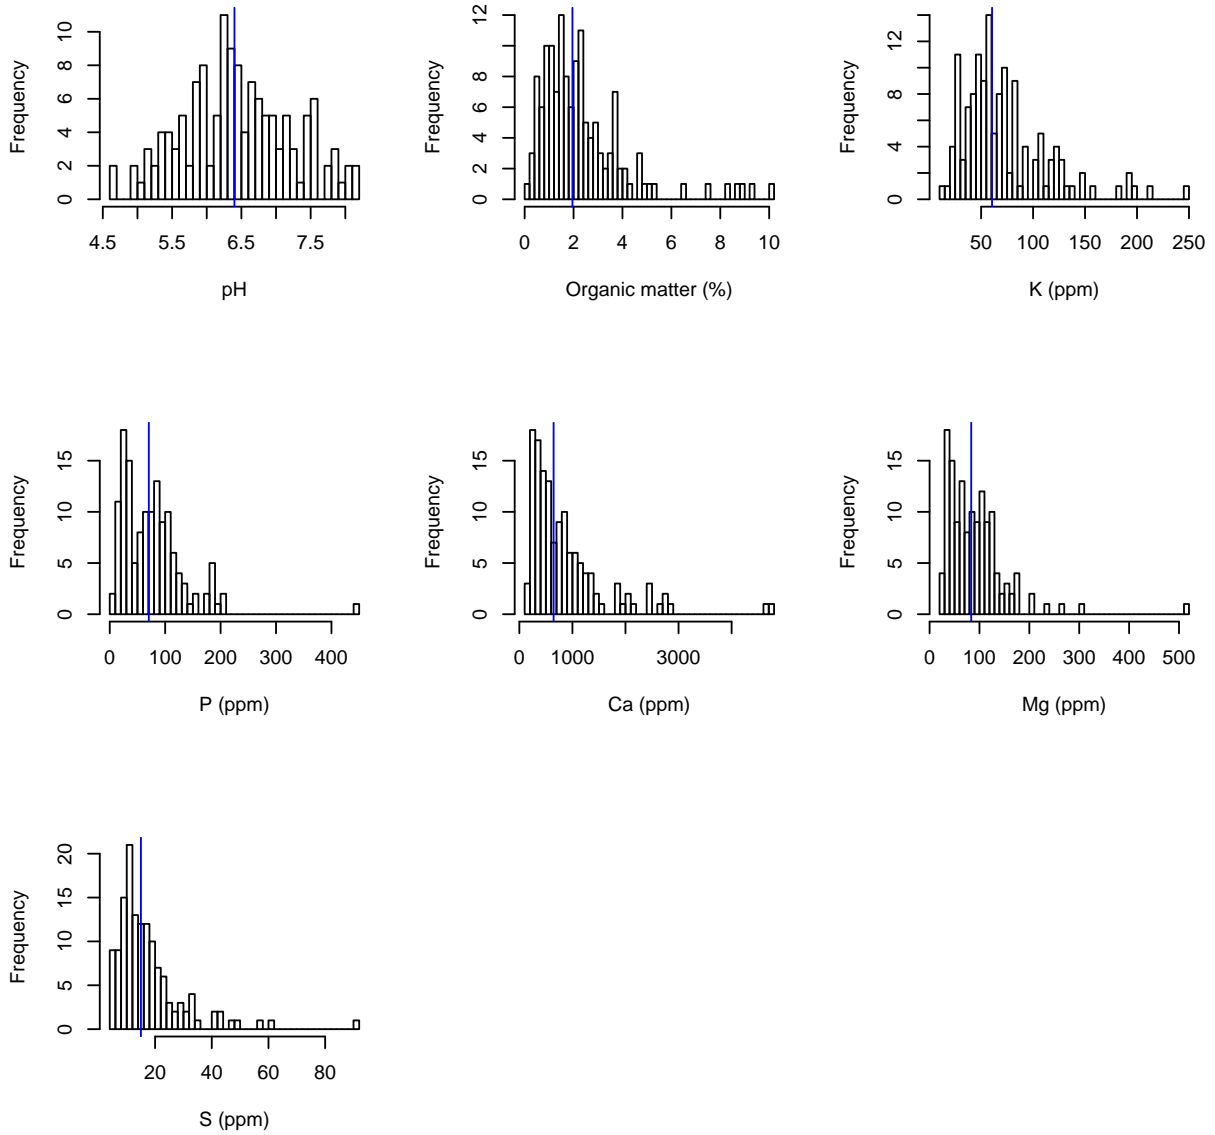 Frequency
0 2 4 6 8 10
4.5 5.5 6.5 7.5
pH
Frequency
0 2 4 6 8 12
0 2 4 6 8 10
Organic matter (%)
Frequency
0 4 8 12
50 100 150 200 250
K (ppm)
Frequency
0 5 10 15
0 100 200 300 400
P (ppm)
Frequency
0 5 10 15
0 1000 3000
Ca (ppm)
Frequency
0 5 10 15
0 100 200 300 400 500
Mg (ppm)
Frequency
0 5 10 15 20
20 40 60 80
S (ppm)